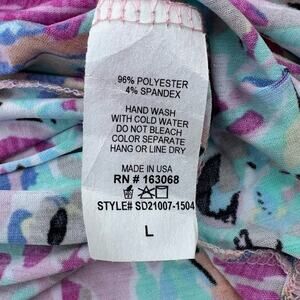 96% POLYESTER
4% SPANDEX
HAND WASH
WITH COLD WATER
DO NOT BLEACH
COLOR SEPARATE
HANG OR LINE DRY
MADE IN USA
RN # 163068
STYLE# SD21007-1504
L